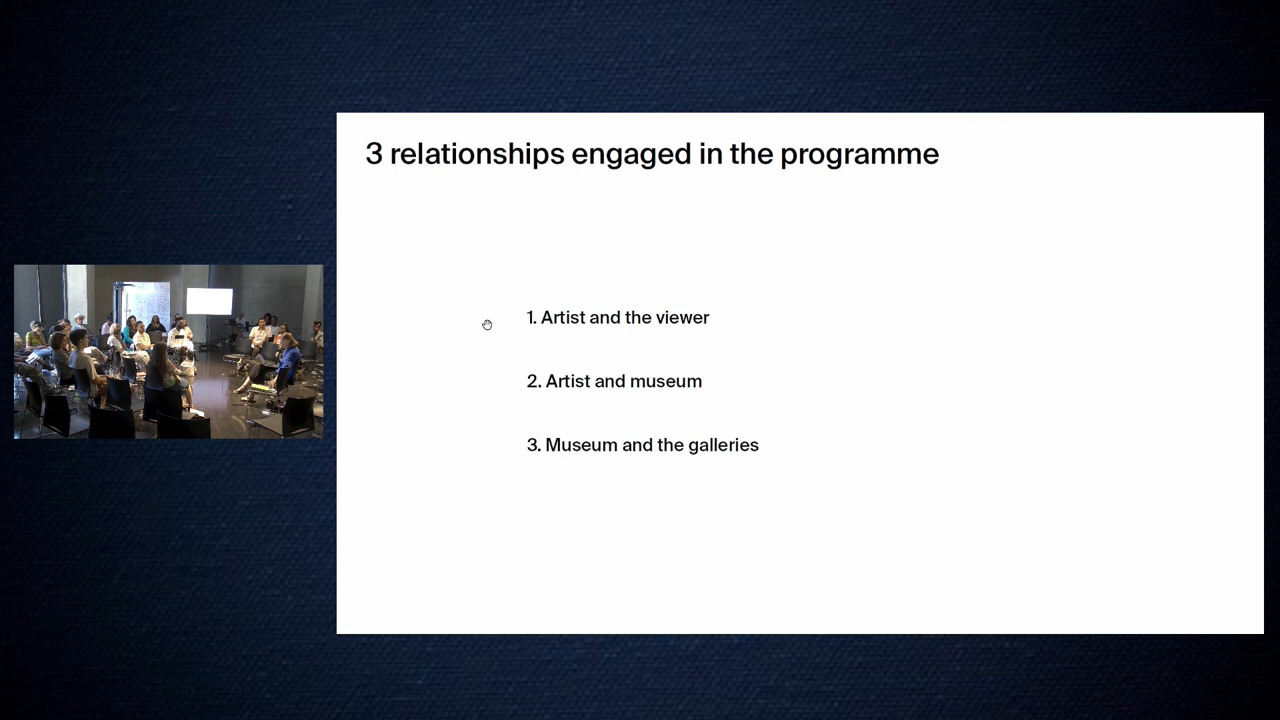 3 relationships engaged in the programme
1. Artist and the viewer
2. Artist and museum
3. Museum and the galleries